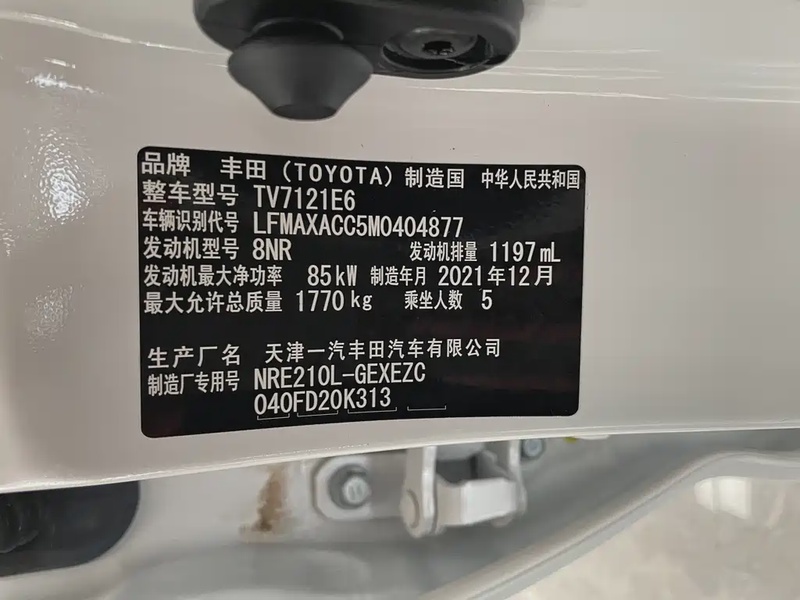 品牌 丰田（TOYOTA）制造国 中华人民共和国
整车型号 TV7121E6
车辆识别代号 LFMAXACC5M0404877
发动机型号 8NR 发动机排量 1197mL
发动机最大净功率 85kW 制造年月 2021年12月
最大允许总质量 1770kg 乘坐人数 5
生产厂名 天津一汽丰田汽车有限公司
制造厂专用号 NRE210L-GEXEZC
040FD20K313